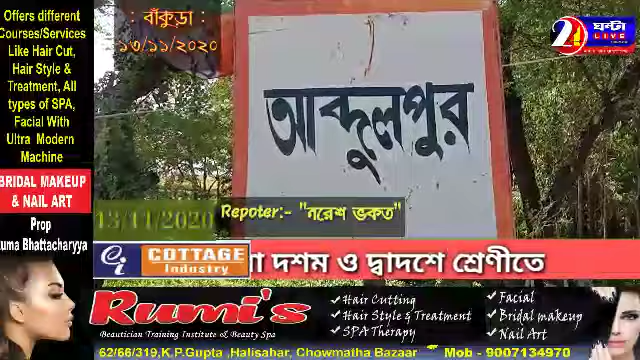 Offers different
Courses/Services
Like Hair Cut,
Hair Style &
Treatment, All
types of SPA,
Facial With
Ultra Modern
Machine
BRIDAL MAKEUP
& NAIL ART
Prop
uma Bhattacharyya
: বাঁকুড়া :
১৩/১১/২০২০
24 ঘন্টা
LIVE
আব্দুলপুর
13/11/2020
Repoter:- "নরেশ ভকত"
ei COTTAGE
Industry
দশম ও দ্বাদশে শ্রেণীতে
Rumi's
Beautician Training Institute & Beauty Spa
✓Hair Cutting
✓Hair Style & Treatment
✓SPA Therapy
✓Facial
✓Bridal makeup
✓Nail Art
62/66/319,K.P.Gupta ,Halisahar, Chowmatha Bazaar Mob - 9007134970